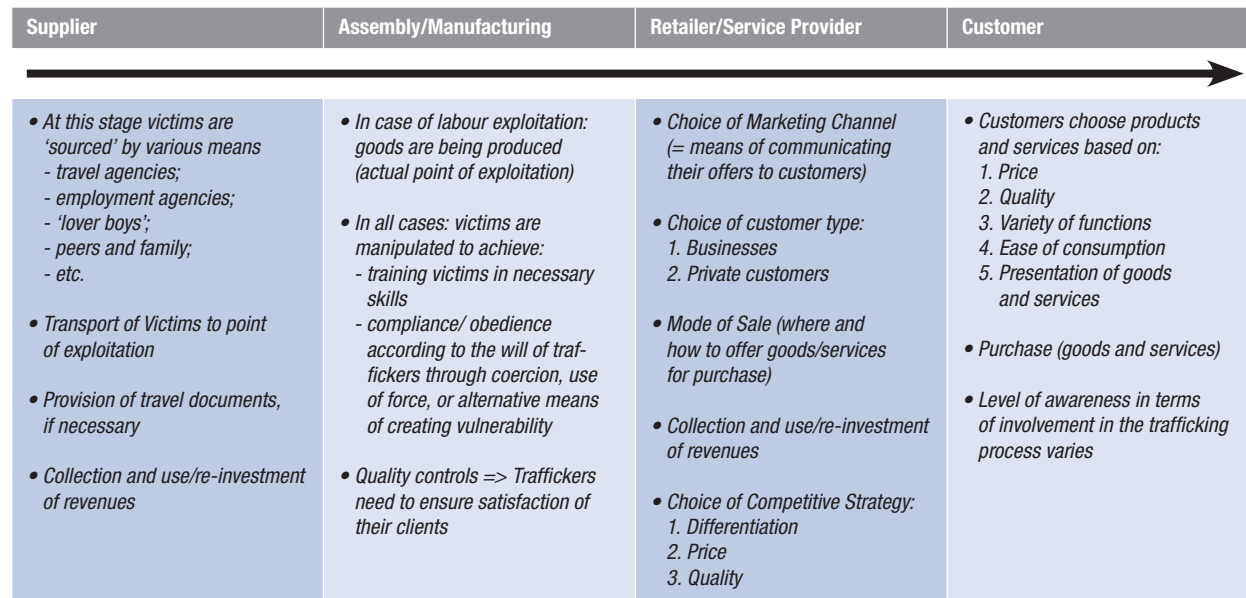 Supplier
Assembly/Manufacturing
Retailer/Service Provider
Customer
• At this stage victims are
‘sourced’ by various means
- travel agencies;
- employment agencies;
- ‘lover boys’;
- peers and family;
- etc.
• Transport of Victims to point
of exploitation
• Provision of travel documents,
if necessary
• Collection and use/re-investment
of revenues
• In case of labour exploitation:
goods are being produced
(actual point of exploitation)
• In all cases: victims are
manipulated to achieve:
- training victims in necessary
skills
- compliance/ obedience
according to the will of traf-
fickers through coercion, use
of force, or alternative means
of creating vulnerability
• Quality controls => Traffickers
need to ensure satisfaction of
their clients
• Choice of Marketing Channel
(= means of communicating
their offers to customers)
• Choice of customer type:
1. Businesses
2. Private customers
• Mode of Sale (where and
how to offer goods/services
for purchase)
• Collection and use/re-investment
of revenues
• Choice of Competitive Strategy:
1. Differentiation
2. Price
3. Quality
• Customers choose products
and services based on:
1. Price
2. Quality
3. Variety of functions
4. Ease of consumption
5. Presentation of goods
and services
• Purchase (goods and services)
• Level of awareness in terms
of involvement in the trafficking
process varies